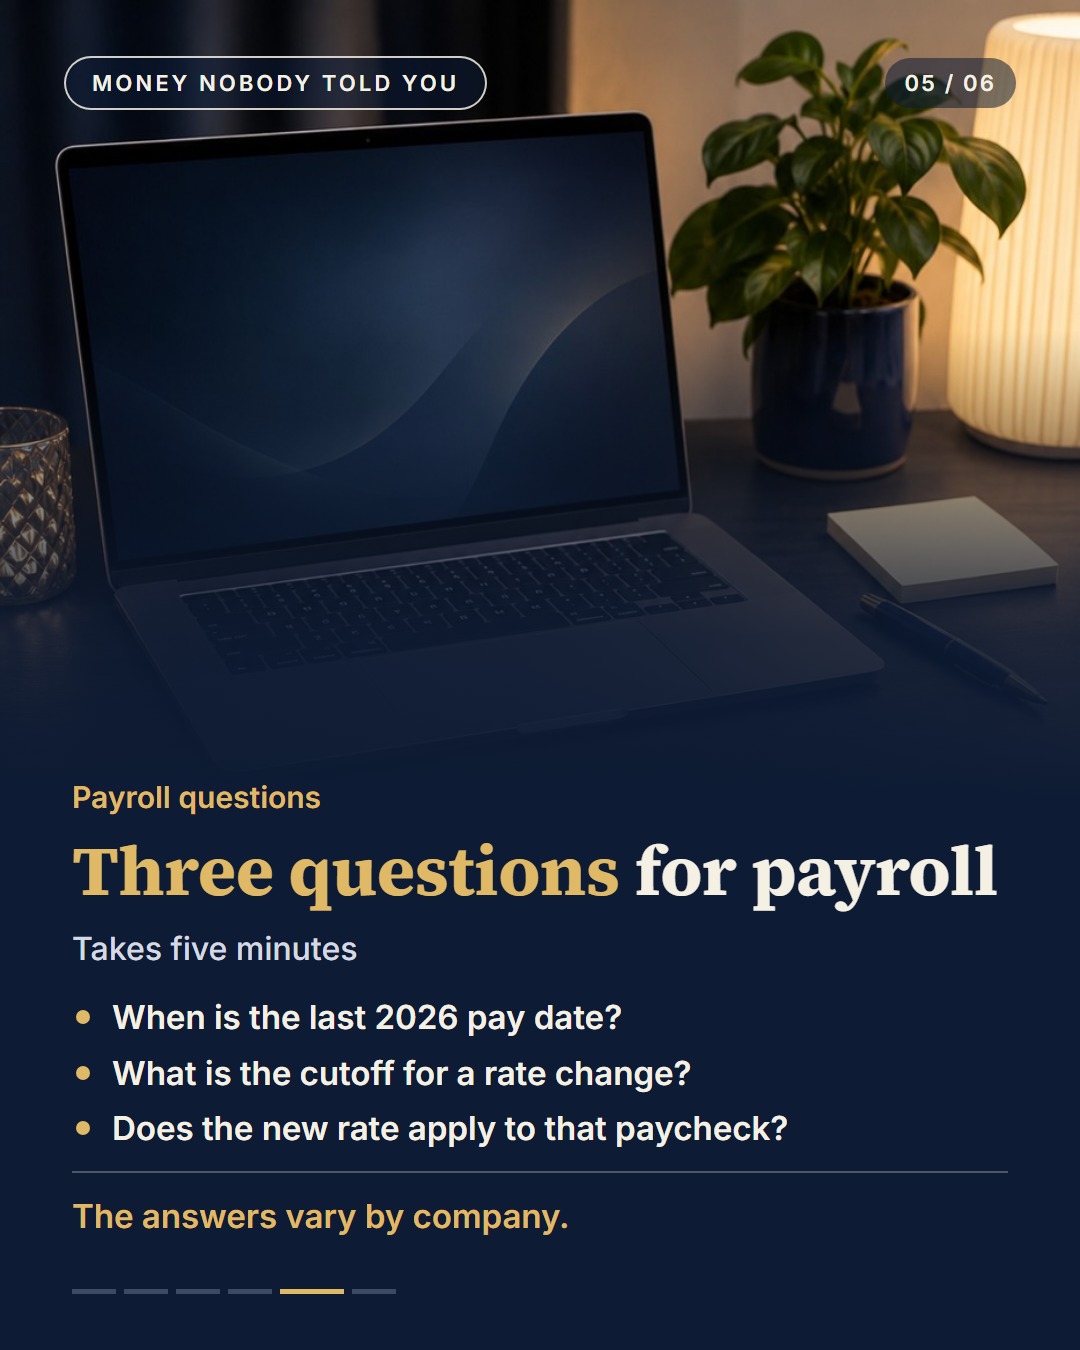 MONEY NOBODY TOLD YOU
05 / 06
Payroll questions
Three questions for payroll
Takes five minutes
• When is the last 2026 pay date?
• What is the cutoff for a rate change?
• Does the new rate apply to that paycheck?
The answers vary by company.